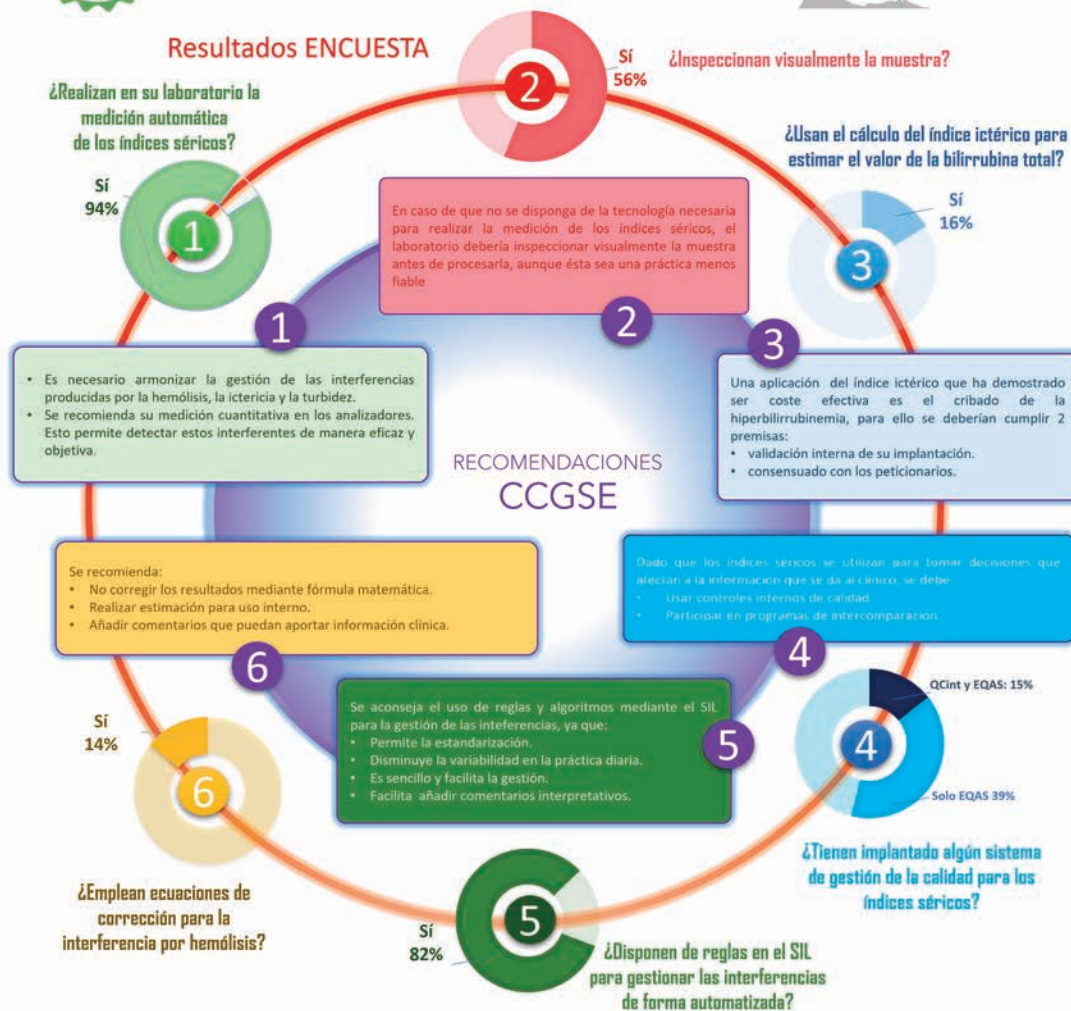 Resultados ENCUESTA
¿Realizan en su laboratorio la
medición automática
de los índices séricos?
Sí
94%
1
2
Sí
56%
¿Inspeccionan visualmente la muestra?
¿Usan el cálculo del índice ictérico para
estimar el valor de la bilirrubina total?
Sí
16%
3
En caso de que no se disponga de la tecnología necesaria
para realizar la medición de los índices séricos, el
laboratorio debería inspeccionar visualmente la muestra
antes de procesarla, aunque ésta sea una práctica menos
fiable
2
1
• Es necesario armonizar la gestión de las interferencias
producidas por la hemólisis, la ictericia y la turbidez.
• Se recomienda su medición cuantitativa en los analizadores.
Esto permite detectar estos interferentes de manera eficaz y
objetiva.
3
Una aplicación del índice ictérico que ha demostrado
ser coste efectiva es el cribado de la
hiperbilirrubinemia, para ello se deberían cumplir 2
premisas:
• validación interna de su implantación.
• consensuado con los peticionarios.
RECOMENDACIONES
CCGSE
Se recomienda:
• No corregir los resultados mediante fórmula matemática.
• Realizar estimación para uso interno.
• Añadir comentarios que puedan aportar información clínica.
6
Dado que los índices séricos se utilizan para tomar decisiones que
afectan a la información que se da al clínico, se debe
• Usar controles internos de calidad
• Participar en programas de intercomparación
4
Se aconseja el uso de reglas y algoritmos mediante el SIL
para la gestión de las inteferencias, ya que:
• Permite la estandarización.
• Disminuye la variabilidad en la práctica diaria.
• Es sencillo y facilita la gestión.
• Facilita añadir comentarios interpretativos.
5
Sí
14%
6
¿Emplean ecuaciones de
corrección para la
interferencia por hemólisis?
QCint y EQAS: 15%
4
Solo EQAS 39%
¿Tienen implantado algún sistema
de gestión de la calidad para los
índices séricos?
5
Sí
82%
¿Disponen de reglas en el SIL
para gestionar las interferencias
de forma automatizada?